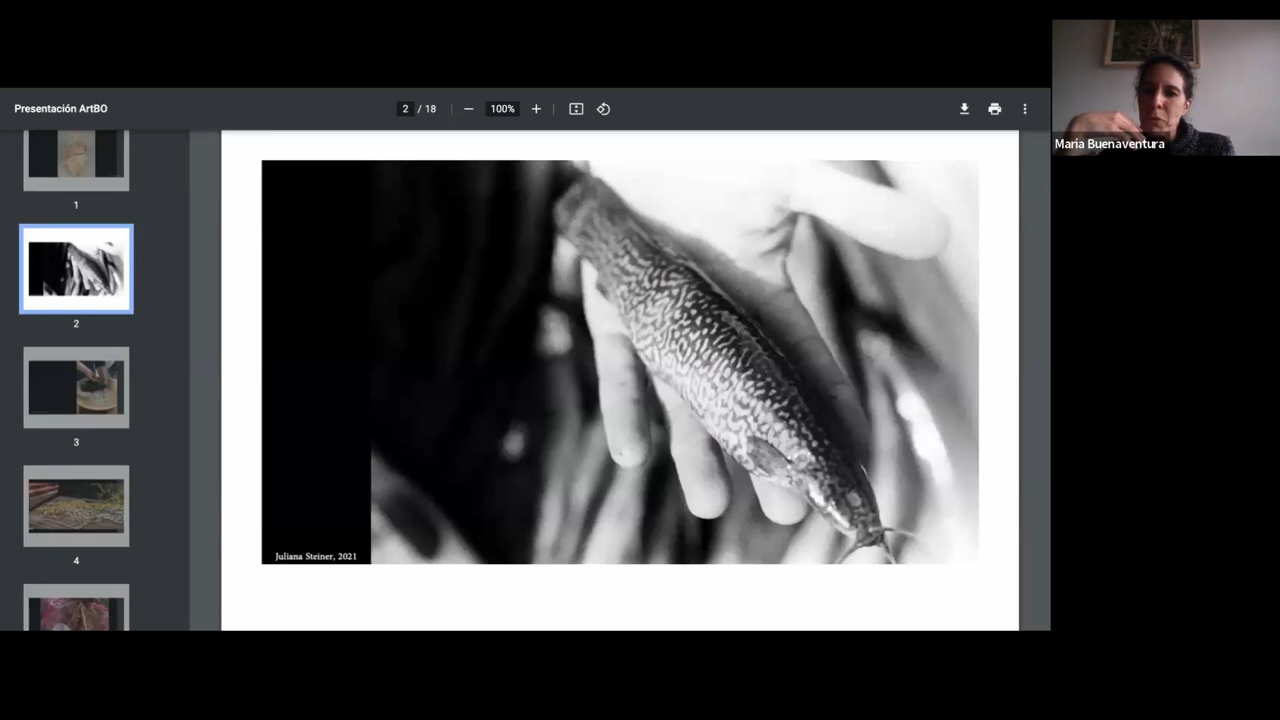 Presentación ArtBO
2 / 18
100%
Maria Buenaventura
1
2
3
4
Juliana Steiner, 2021